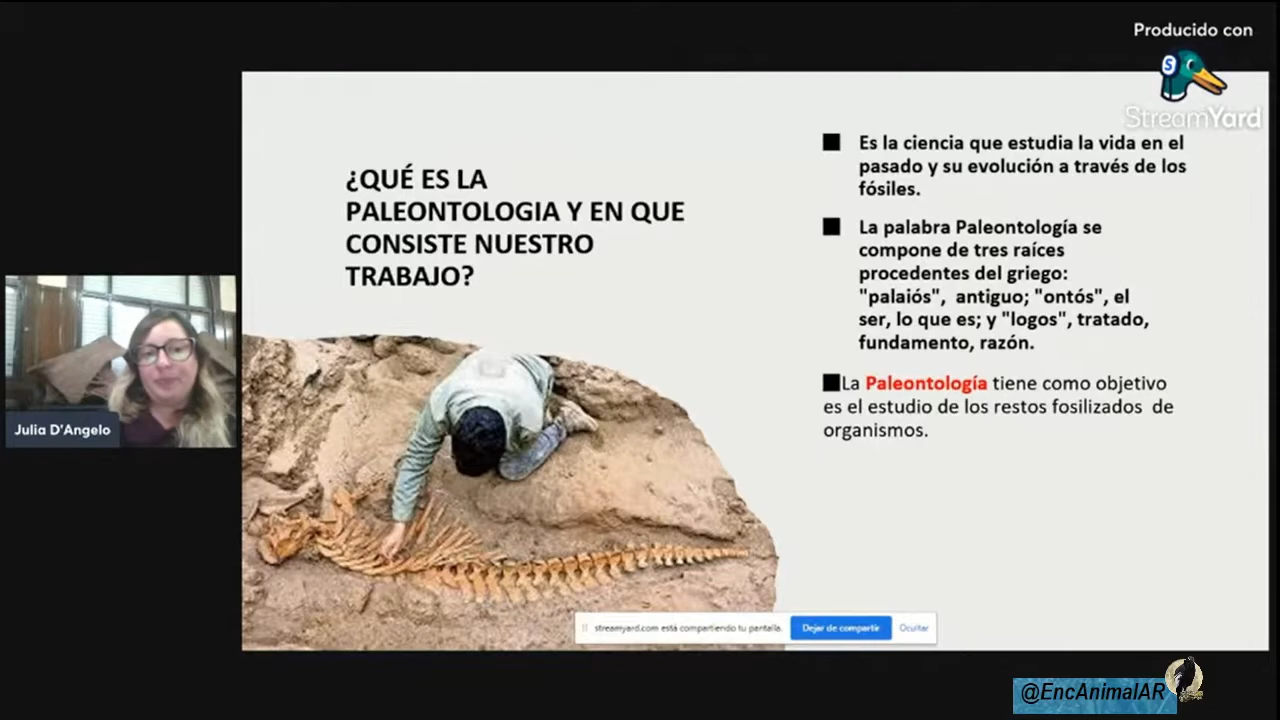 Producido con
StreamYard
¿QUÉ ES LA
PALEONTOLOGIA Y EN QUE
CONSISTE NUESTRO
TRABAJO?
Es la ciencia que estudia la vida en el
pasado y su evolución a través de los
fósiles.
La palabra Paleontología se
compone de tres raíces
procedentes del griego:
"palaiós", antiguo; "ontós", el
ser, lo que es; y "logos", tratado,
fundamento, razón.
La Paleontología tiene como objetivo
es el estudio de los restos fosilizados de
organismos.
Julia D'Angelo
streamyard.com está compartiendo tu pantalla.
Dejar de compartir
Ocultar
@EncAnimalAR